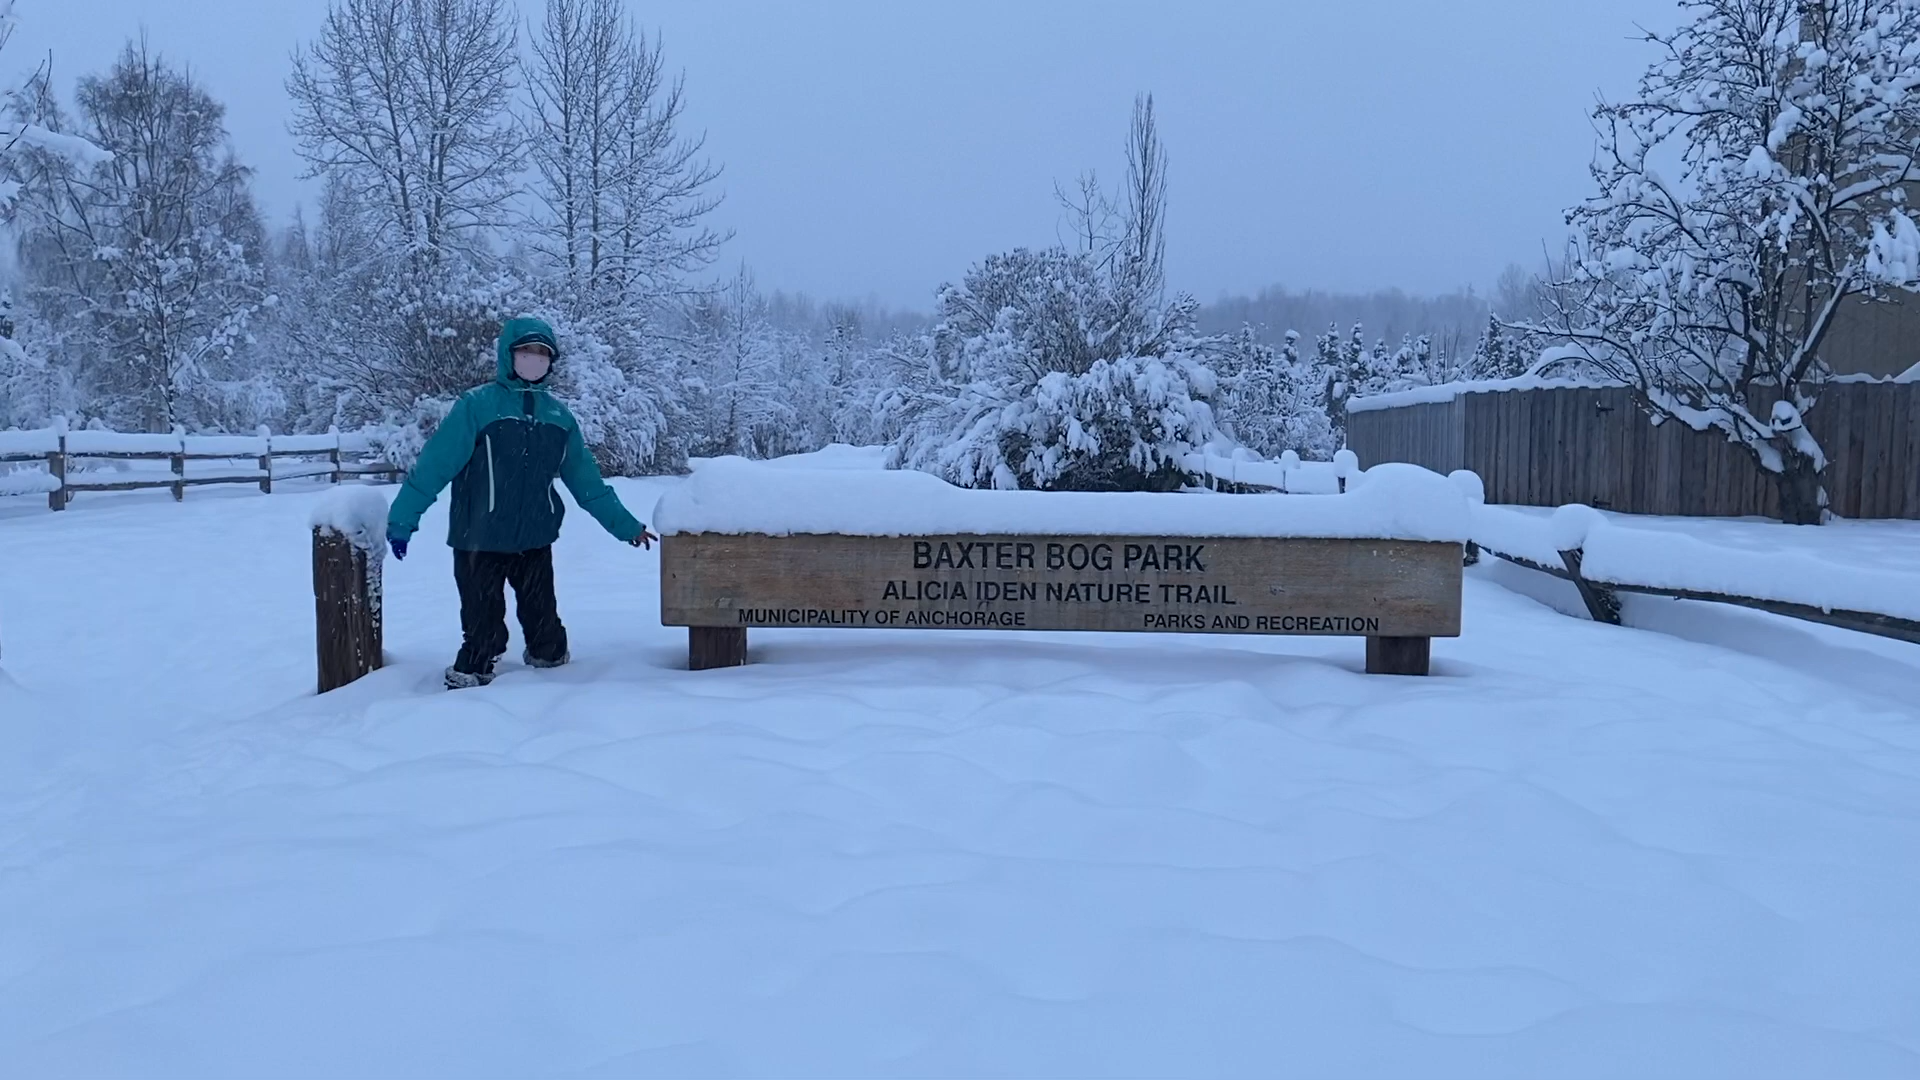 BAXTER BOG PARK
ALICIA IDEN NATURE TRAIL
MUNICIPALITY OF ANCHORAGE PARKS AND RECREATION